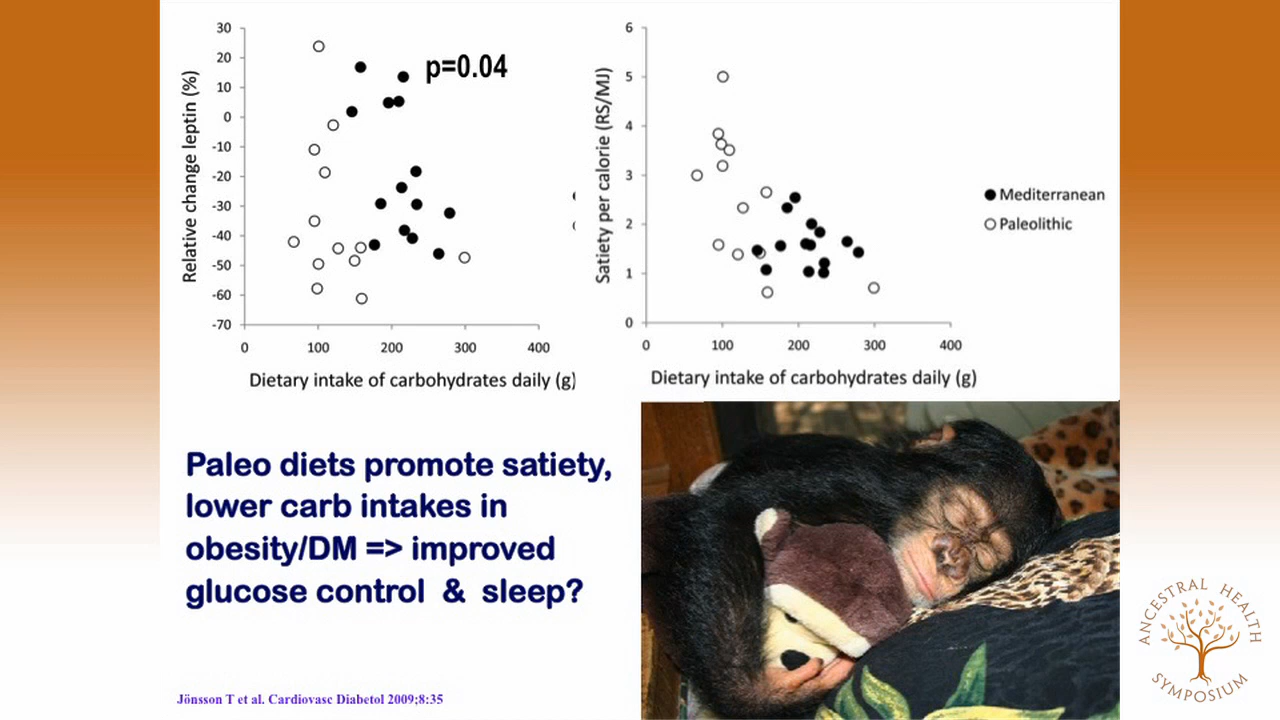 30
20
10
0
-10
-20
-30
-40
-50
-60
-70
0 100 200 300 400
Relative change leptin (%)
Dietary intake of carbohydrates daily (g)
p=0.04
6
5
4
3
2
1
0
0 100 200 300 400
Satiety per calorie (RS/MJ)
Dietary intake of carbohydrates daily (g)
Mediterranean
Paleolithic
Paleo diets promote satiety,
lower carb intakes in
obesity/DM => improved
glucose control & sleep?
Jönsson T et al. Cardiovasc Diabetol 2009;8:35
ANCESTRAL HEALTH
SYMPOSIUM